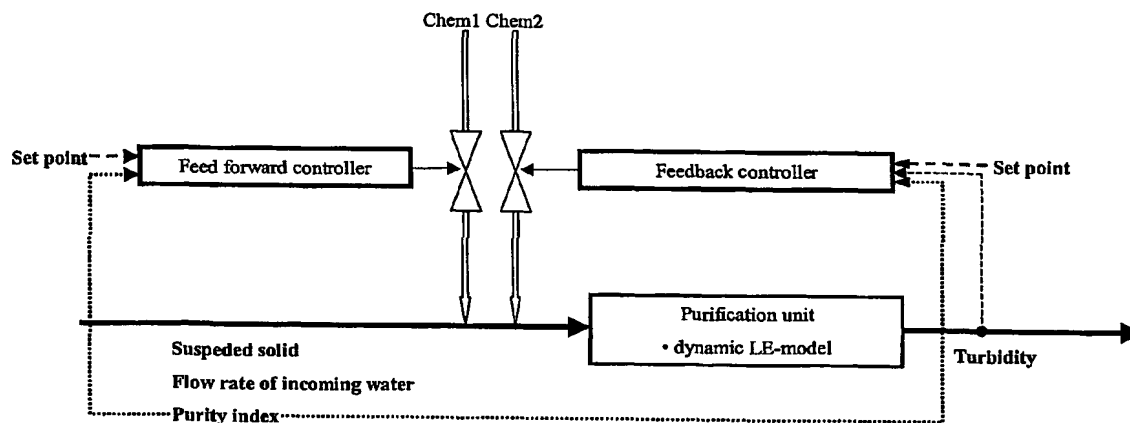 Chem1 Chem2
Set point
Feed forward controller
Feedback controller
Set point
Purification unit
• dynamic LE-model
Suspeded solid
Turbidity
Flow rate of incoming water
Purity index